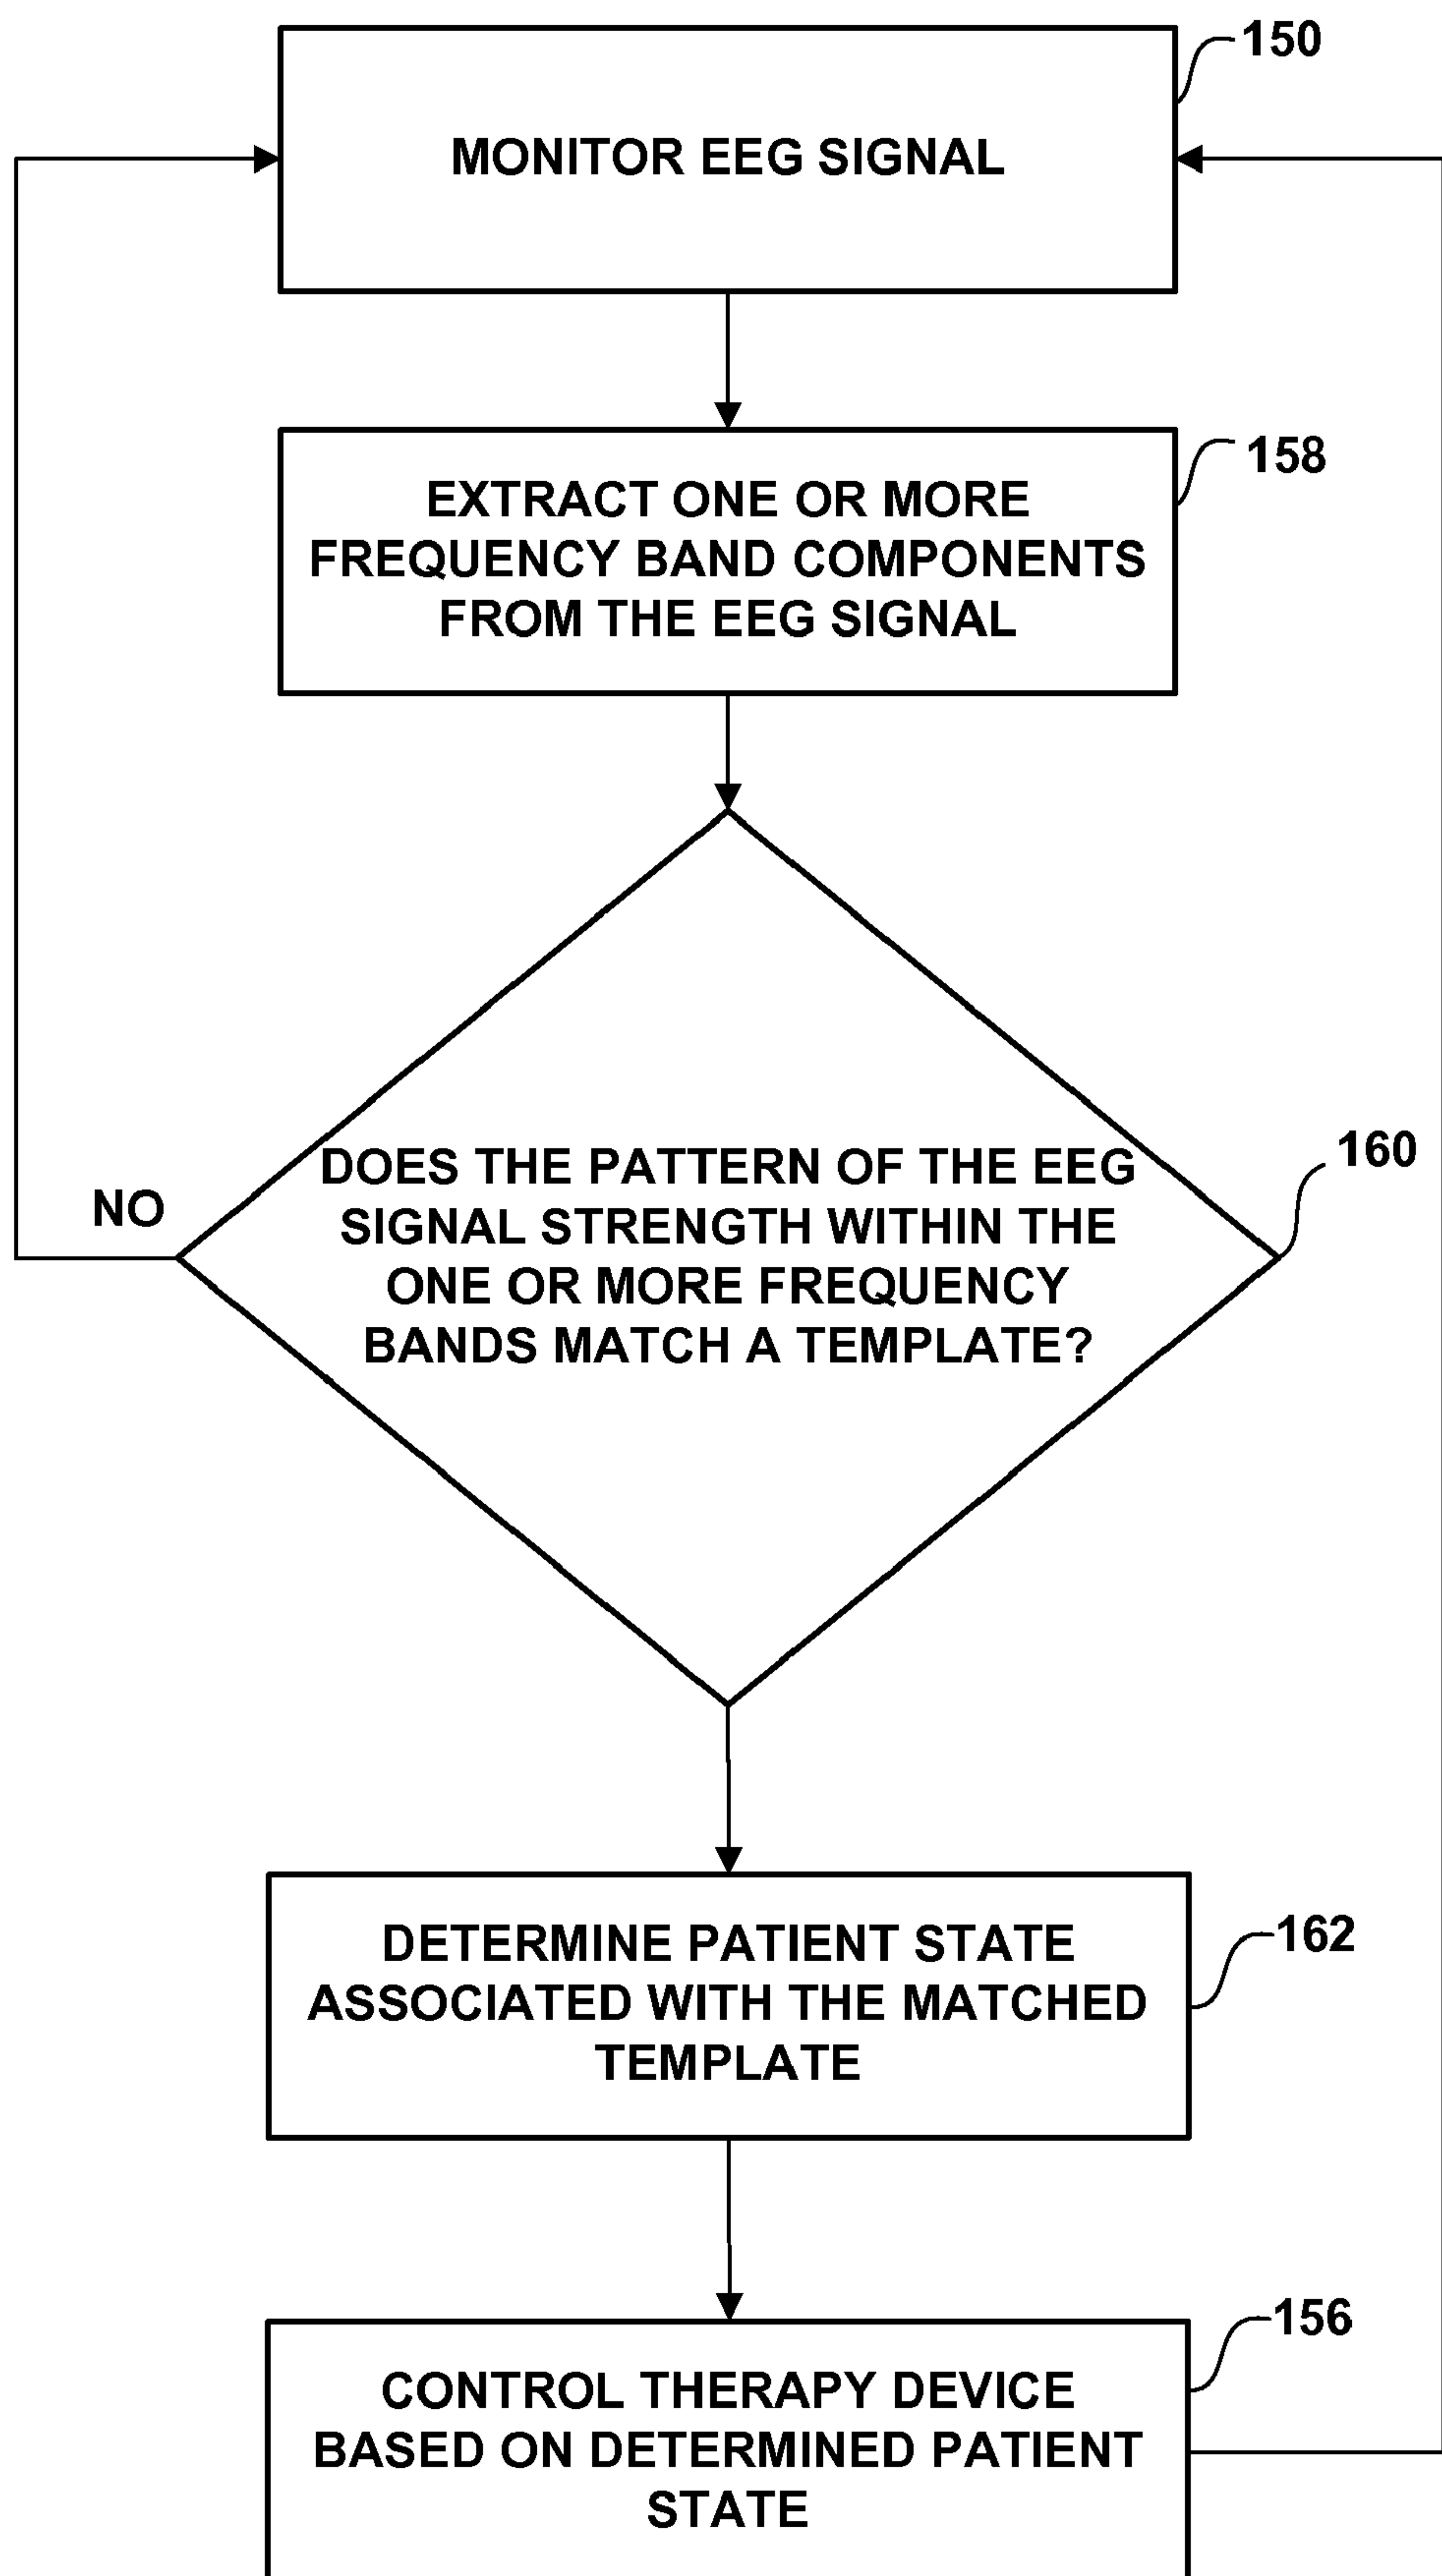 150
MONITOR EEG SIGNAL
158
EXTRACT ONE OR MORE
FREQUENCY BAND COMPONENTS
FROM THE EEG SIGNAL
160
DOES THE PATTERN OF THE EEG
SIGNAL STRENGTH WITHIN THE
ONE OR MORE FREQUENCY
BANDS MATCH A TEMPLATE?
NO
162
DETERMINE PATIENT STATE
ASSOCIATED WITH THE MATCHED
TEMPLATE
156
CONTROL THERAPY DEVICE
BASED ON DETERMINED PATIENT
STATE